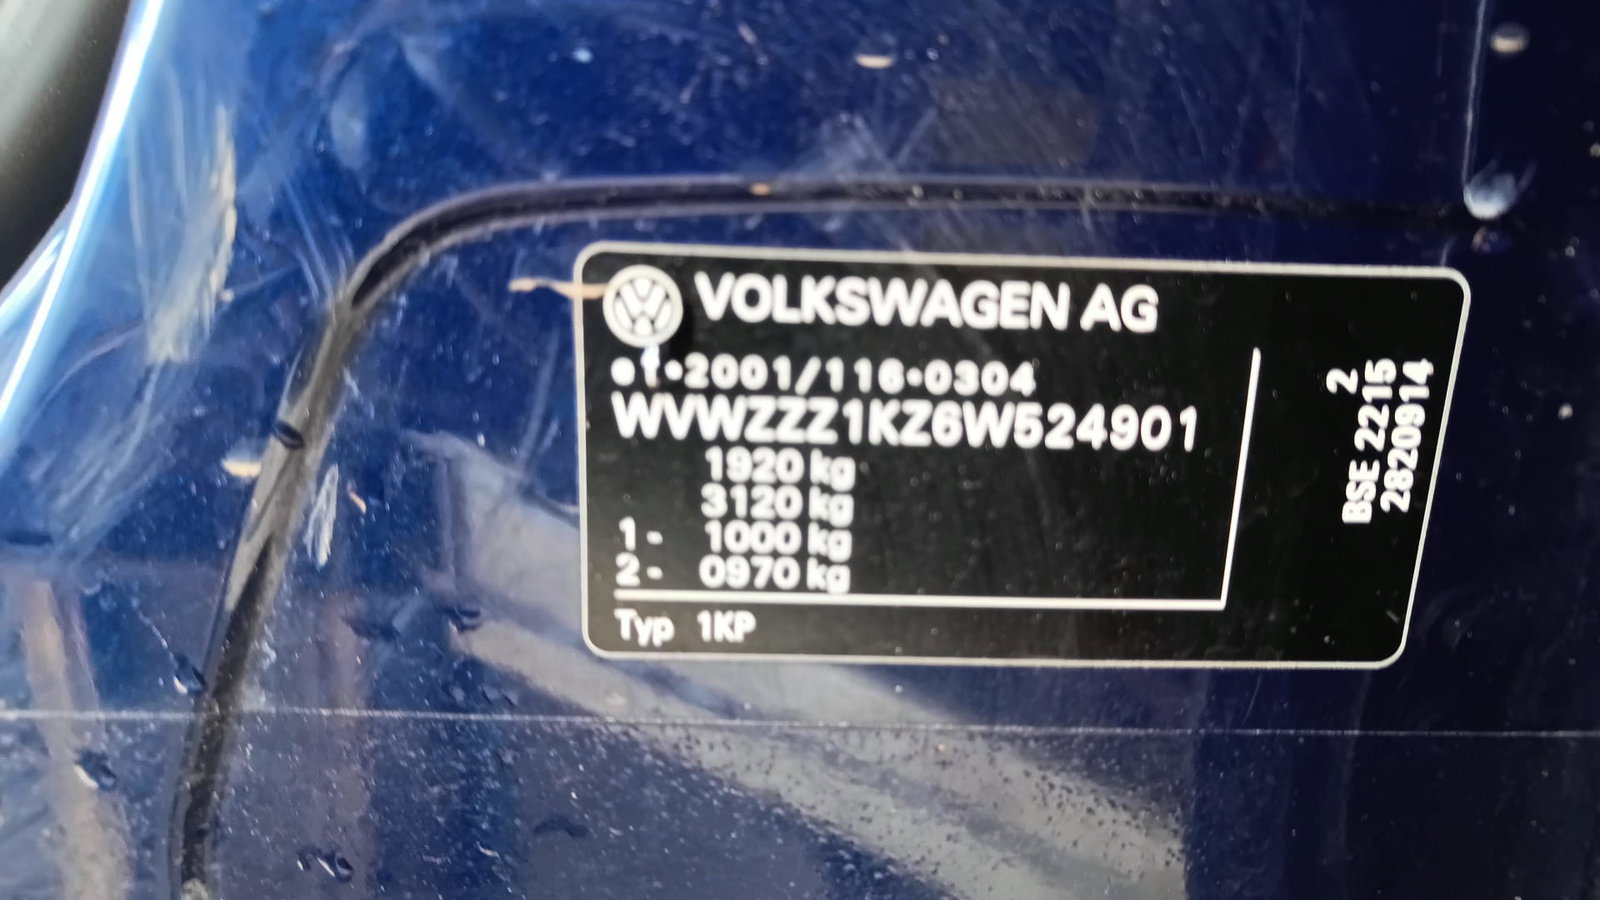 VOLKSWAGEN AG
e1*2001/116*0304
WVWZZZ1KZ6W524901
1920 kg
3120 kg
1- 1000 kg
2- 0970 kg
Typ 1KP
2
BSE 2215
2820914